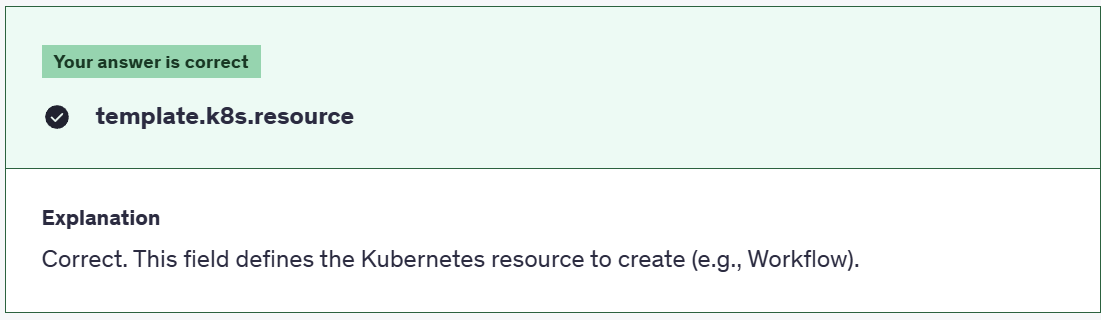 Your answer is correct
template.k8s.resource
Explanation
Correct. This field defines the Kubernetes resource to create (e.g., Workflow).